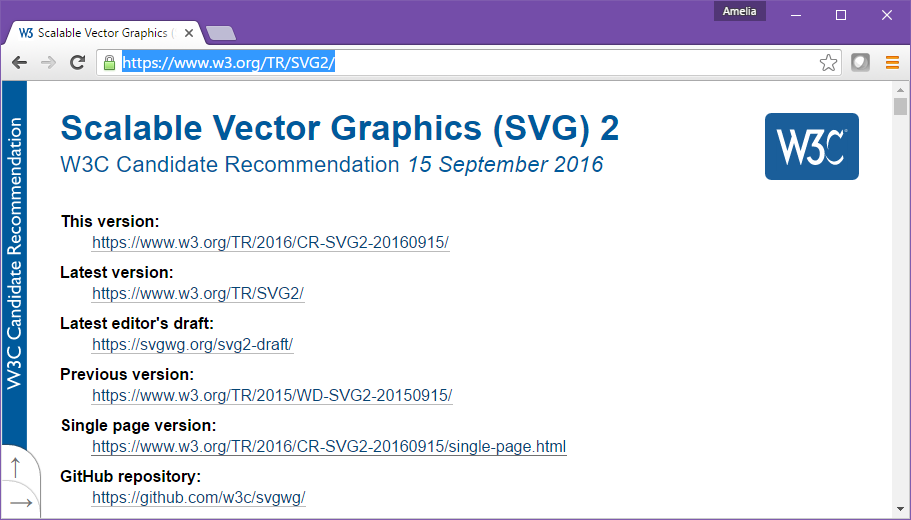 Amelia
W3 Scalable Vector Graphics (
https://www.w3.org/TR/SVG2/
W3C Candidate Recommendation
Scalable Vector Graphics (SVG) 2
W3C
W3C Candidate Recommendation 15 September 2016
This version:
https://www.w3.org/TR/2016/CR-SVG2-20160915/
Latest version:
https://www.w3.org/TR/SVG2/
Latest editor's draft:
https://svgwg.org/svg2-draft/
Previous version:
https://www.w3.org/TR/2015/WD-SVG2-20150915/
Single page version:
https://www.w3.org/TR/2016/CR-SVG2-20160915/single-page.html
GitHub repository:
https://github.com/w3c/svgwg/